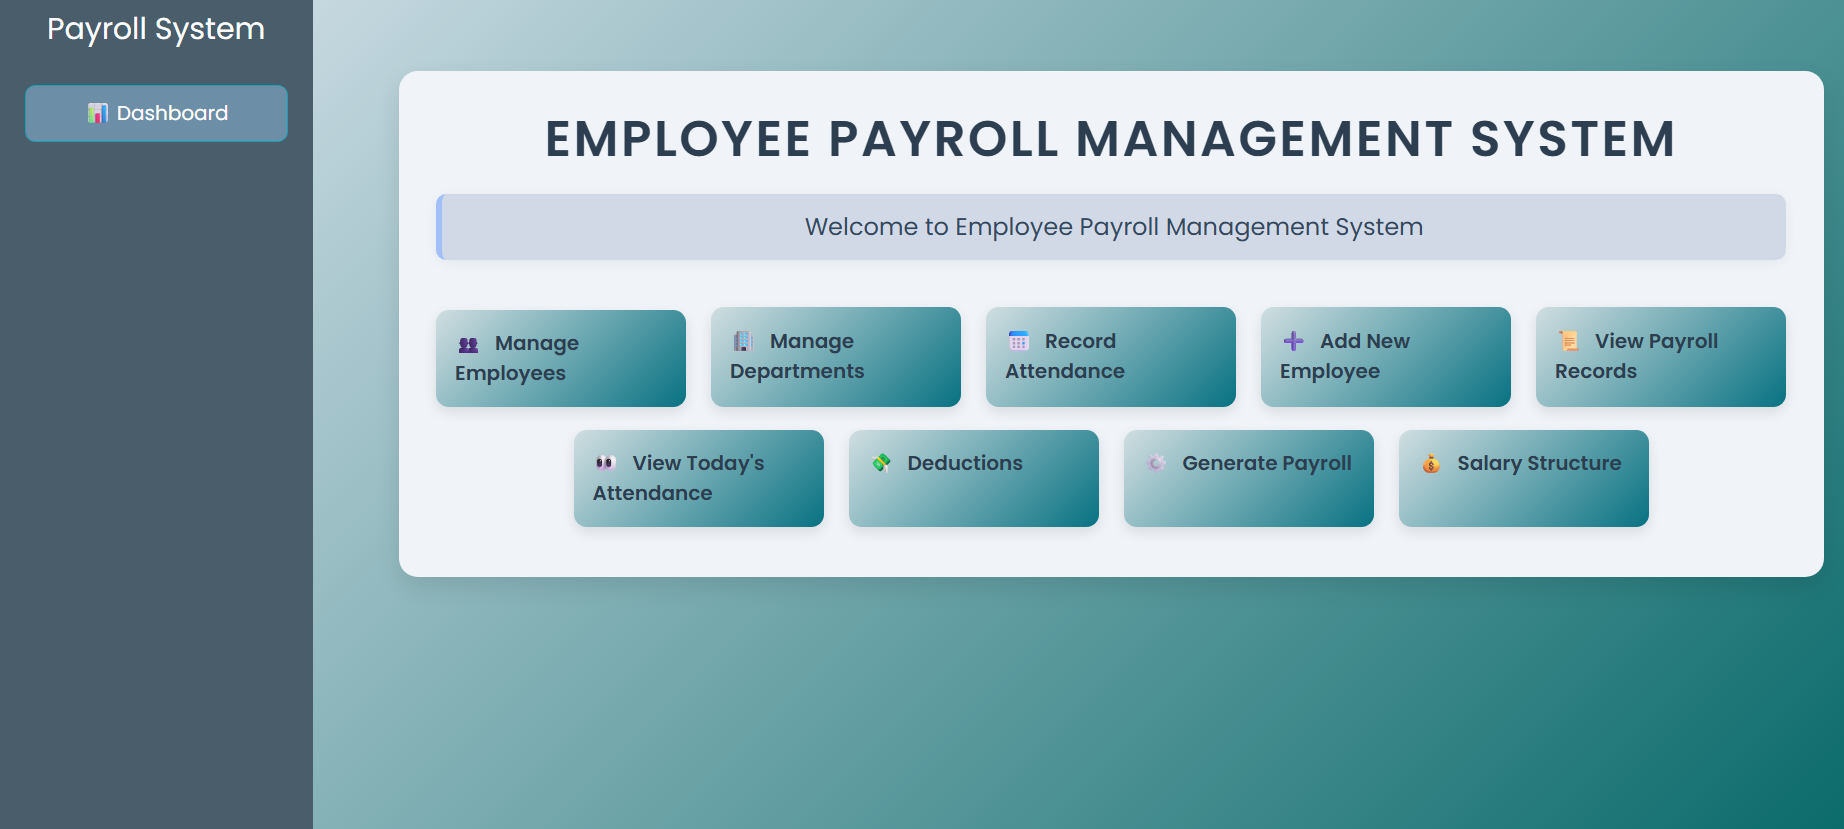 Payroll System
📊 Dashboard
EMPLOYEE PAYROLL MANAGEMENT SYSTEM
Welcome to Employee Payroll Management System
👥 Manage
Employees
🏢 Manage
Departments
📅 Record
Attendance
➕ Add New
Employee
📜 View Payroll
Records
👀 View Today's
Attendance
💸 Deductions
⚙️ Generate Payroll
💰 Salary Structure